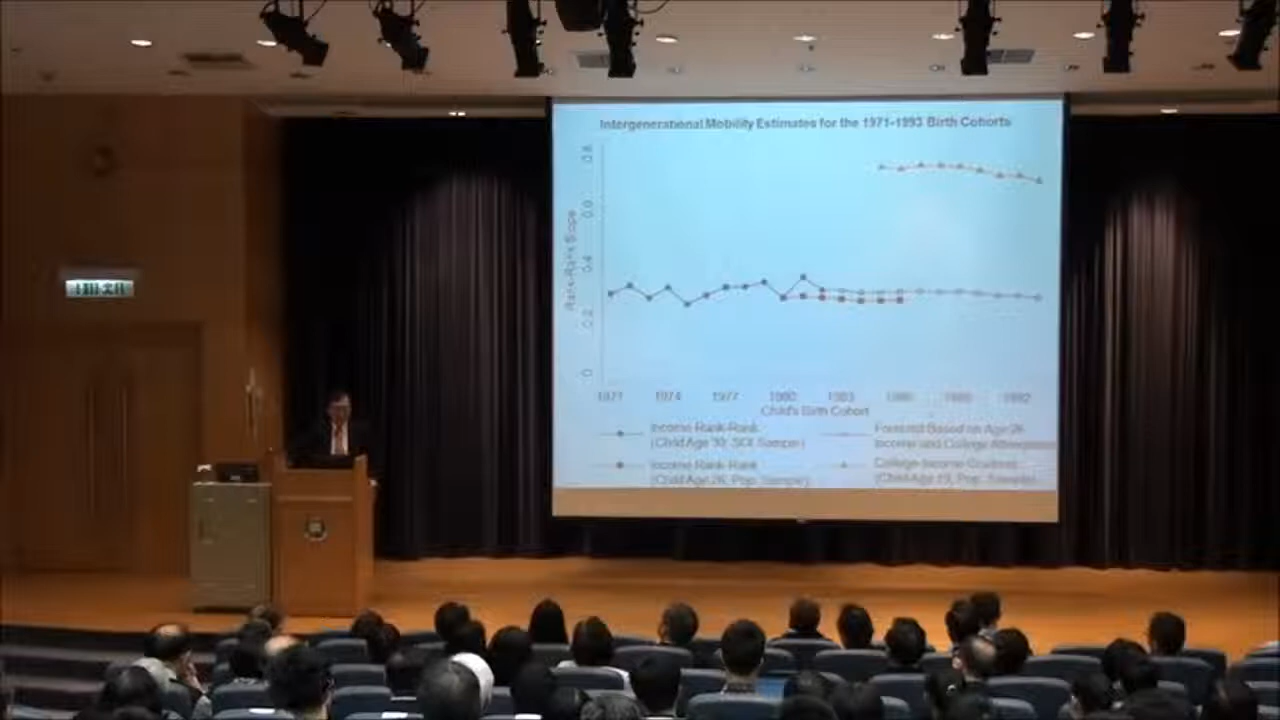 Intergenerational Mobility Estimates for the 1971-1993 Birth Cohorts
0.8
0.6
0.4
0.2
0
Rank-Rank Slope
1971 1974 1977 1980 1983 1986 1989 1992
Child's Birth Cohort
Income Rank-Rank
(Child Age 30; SOI Sample)
Forecast Based on Age 26
Income and College Attendance
Income Rank-Rank
(Child Age 26; Pop. Sample)
College-Income Gradient
(Child Age 19; Pop. Sample)